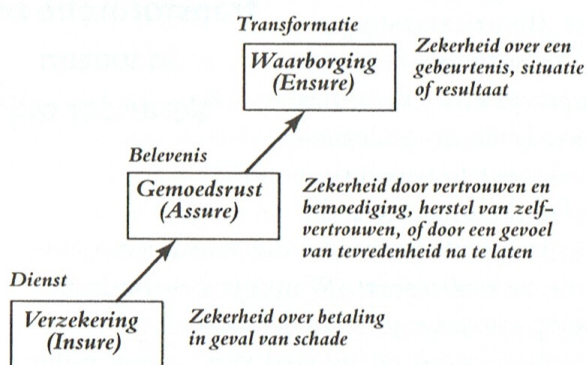 Transformatie
Waarborging
(Ensure)
Zekerheid over een
gebeurtenis, situatie
of resultaat
Belevenis
Gemoedsrust
(Assure)
Zekerheid door vertrouwen en
bemoediging, herstel van zelf-
vertrouwen, of door een gevoel
van tevredenheid na te laten
Dienst
Verzekering
(Insure)
Zekerheid over betaling
in geval van schade